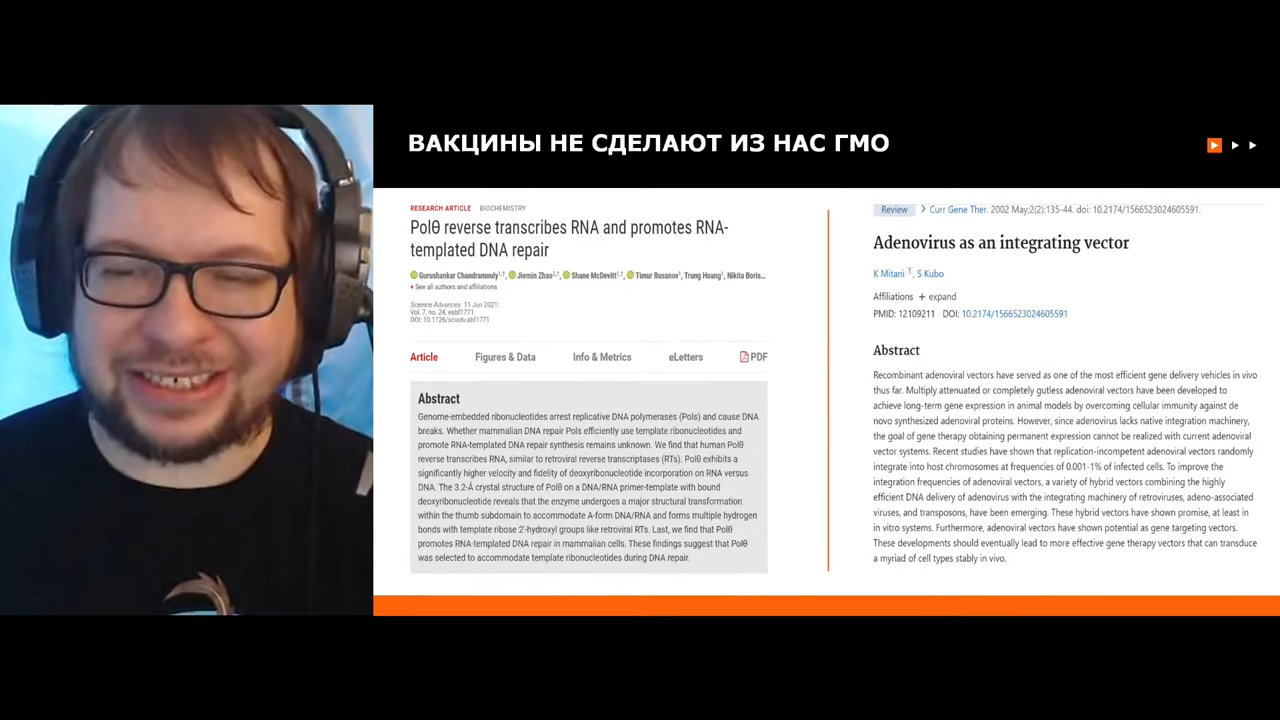 ВАКЦИНЫ НЕ СДЕЛАЮТ ИЗ НАС ГМО
RESEARCH ARTICLE BIOCHEMISTRY
Polθ reverse transcribes RNA and promotes RNA-
templated DNA repair
Gurushankar Chandramouly, Jiemin Zhao, Shane McDevitt, Timur Rusanov, Trung Hoang, Nikita Boris...
See all authors and affiliations
Science Advances 11 Jun 2021:
Vol. 7, no. 24, eabf1771
DOI: 10.1126/sciadv.abf1771
Article Figures & Data Info & Metrics eLetters PDF
Abstract
Genome-embedded ribonucleotides arrest replicative DNA polymerases (Pols) and cause DNA
breaks. Whether mammalian DNA repair Pols efficiently use template ribonucleotides and
promote RNA-templated DNA repair synthesis remains unknown. We find that human Polθ
reverse transcribes RNA, similar to retroviral reverse transcriptases (RTs). Polθ exhibits a
significantly higher velocity and fidelity of deoxyribonucleotide incorporation on RNA versus
DNA. The 3.2-Å crystal structure of Polθ on a DNA/RNA primer-template with bound
deoxyribonucleotide reveals that the enzyme undergoes a major structural transformation
within the thumb subdomain to accommodate A-form DNA/RNA and forms multiple hydrogen
bonds with template ribose 2′-hydroxyl groups like retroviral RTs. Last, we find that Polθ
promotes RNA-templated DNA repair in mammalian cells. These findings suggest that Polθ
was selected to accommodate template ribonucleotides during DNA repair.
Review > Curr Gene Ther. 2002 May;2(2):135-44. doi: 10.2174/1566523024605591.
Adenovirus as an integrating vector
K Mitani 1, S Kubo
Affiliations + expand
PMID: 12109211 DOI: 10.2174/1566523024605591
Abstract
Recombinant adenoviral vectors have served as one of the most efficient gene delivery vehicles in vivo
thus far. Multiply attenuated or completely gutless adenoviral vectors have been developed to
achieve long-term gene expression in animal models by overcoming cellular immunity against de
novo synthesized adenoviral proteins. However, since adenovirus lacks native integration machinery,
the goal of gene therapy obtaining permanent expression cannot be realized with current adenoviral
vector systems. Recent studies have shown that replication-incompetent adenoviral vectors randomly
integrate into host chromosomes at frequencies of 0.001-1% of infected cells. To improve the
integration frequencies of adenoviral vectors, a variety of hybrid vectors combining the highly
efficient DNA delivery of adenovirus with the integrating machinery of retroviruses, adeno-associated
viruses, and transposons, have been emerging. These hybrid vectors have shown promise, at least in
in vitro systems. Furthermore, adenoviral vectors have shown potential as gene targeting vectors.
These developments should eventually lead to more effective gene therapy vectors that can transduce
a myriad of cell types stably in vivo.